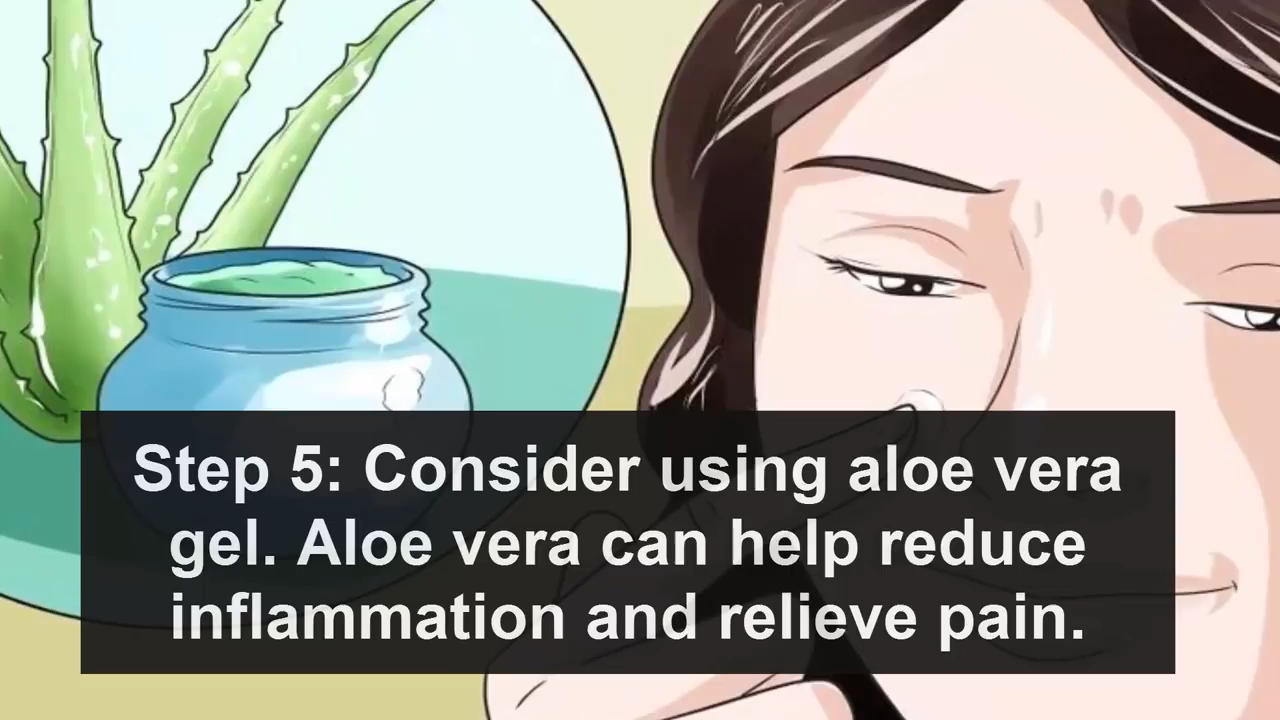 Step 5: Consider using aloe vera
gel. Aloe vera can help reduce
inflammation and relieve pain.